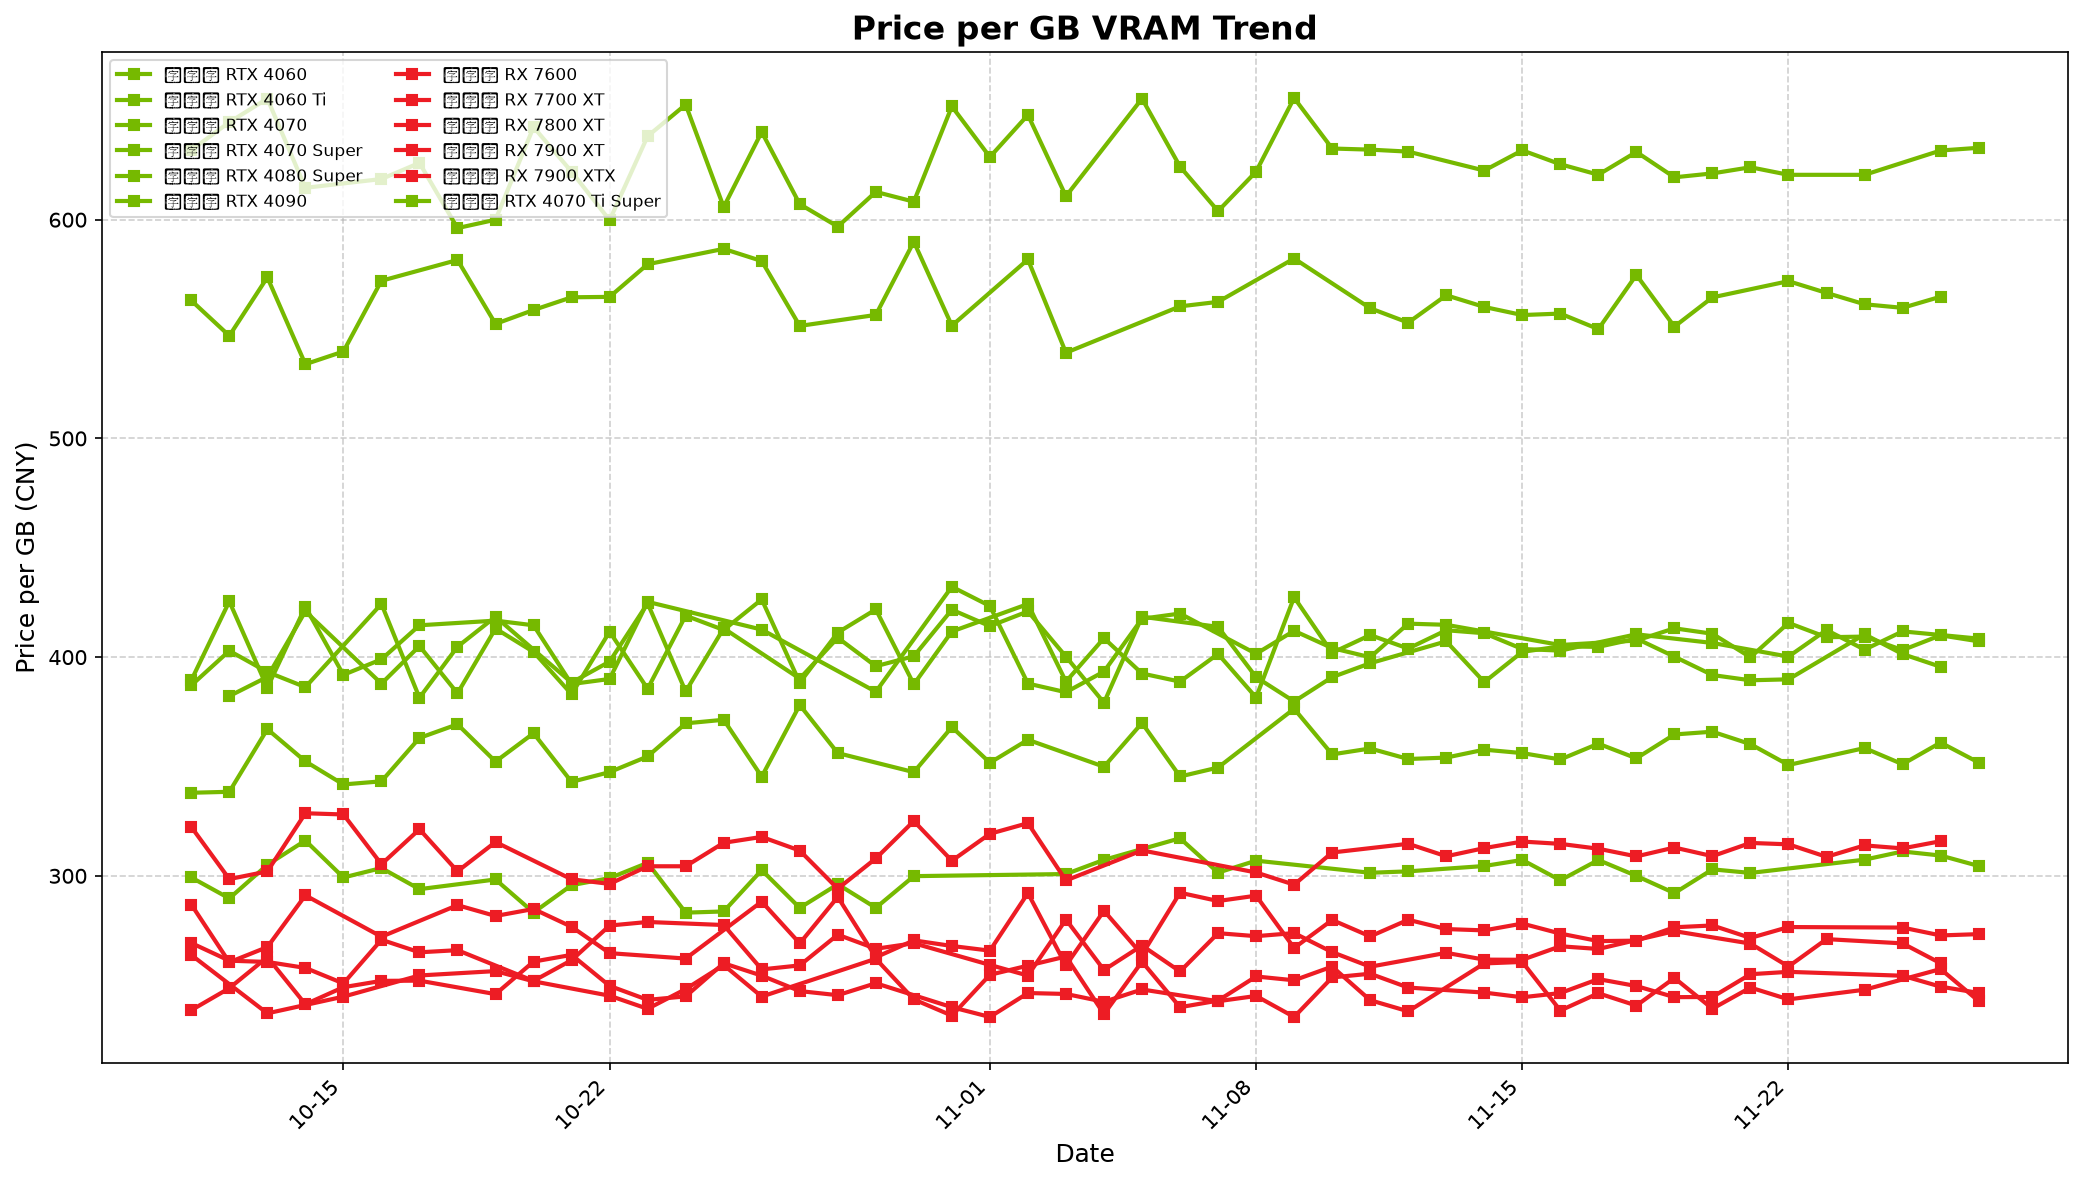 Price per GB VRAM Trend
RTX 4060
RTX 4060 Ti
RTX 4070
RTX 4070 Super
RTX 4080 Super
RTX 4090
RX 7600
RX 7700 XT
RX 7800 XT
RX 7900 XT
RX 7900 XTX
RTX 4070 Ti Super
Price per GB (CNY)
600
500
400
300
10-15
10-22
11-01
11-08
11-15
11-22
Date